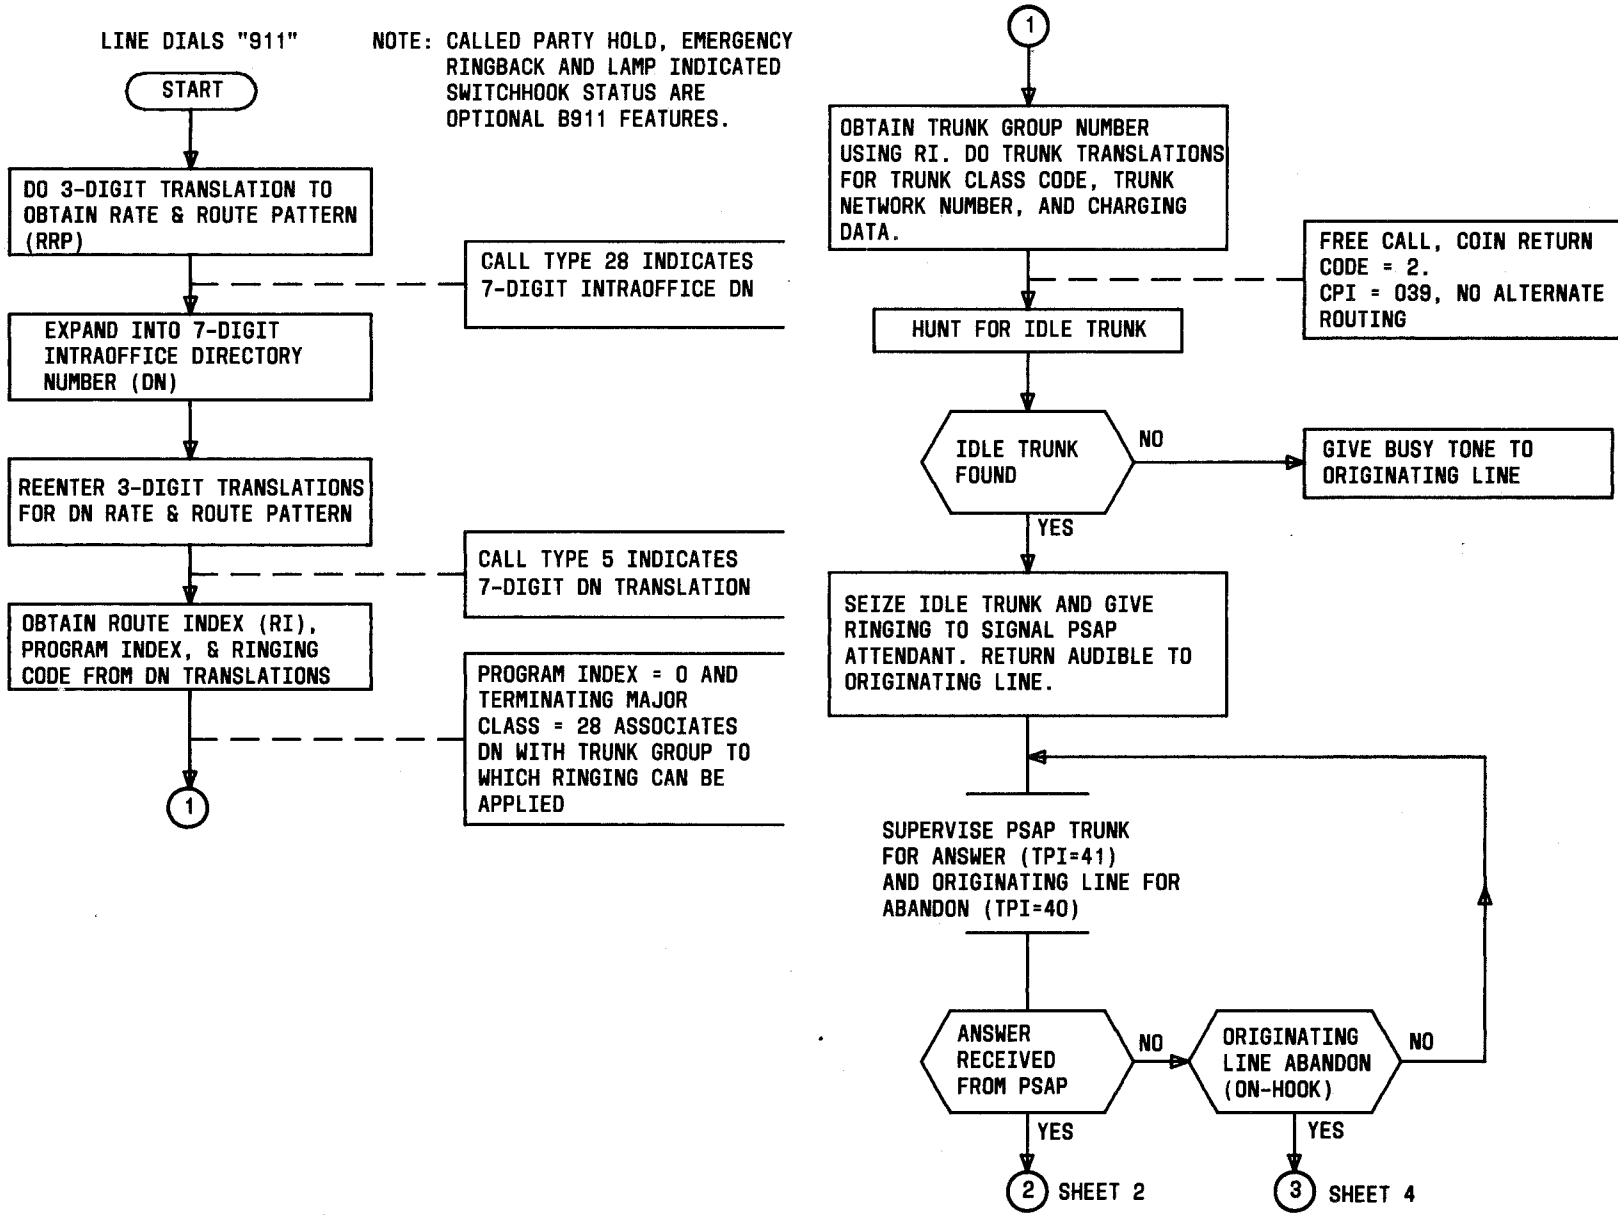 LINE DIALS "911"
START
NOTE: CALLED PARTY HOLD, EMERGENCY
RINGBACK AND LAMP INDICATED
SWITCHHOOK STATUS ARE
OPTIONAL B911 FEATURES.
DO 3-DIGIT TRANSLATION TO
OBTAIN RATE & ROUTE PATTERN
(RRP)
CALL TYPE 28 INDICATES
7-DIGIT INTRAOFFICE DN
EXPAND INTO 7-DIGIT
INTRAOFFICE DIRECTORY
NUMBER (DN)
REENTER 3-DIGIT TRANSLATIONS
FOR DN RATE & ROUTE PATTERN
CALL TYPE 5 INDICATES
7-DIGIT DN TRANSLATION
OBTAIN ROUTE INDEX (RI),
PROGRAM INDEX, & RINGING
CODE FROM DN TRANSLATIONS
PROGRAM INDEX = 0 AND
TERMINATING MAJOR
CLASS = 28 ASSOCIATES
DN WITH TRUNK GROUP TO
WHICH RINGING CAN BE
APPLIED
1
1
OBTAIN TRUNK GROUP NUMBER
USING RI. DO TRUNK TRANSLATIONS
FOR TRUNK CLASS CODE, TRUNK
NETWORK NUMBER, AND CHARGING
DATA.
FREE CALL, COIN RETURN
CODE = 2.
CPI = 039, NO ALTERNATE
ROUTING
HUNT FOR IDLE TRUNK
IDLE TRUNK
FOUND
NO
GIVE BUSY TONE TO
ORIGINATING LINE
YES
SEIZE IDLE TRUNK AND GIVE
RINGING TO SIGNAL PSAP
ATTENDANT. RETURN AUDIBLE TO
ORIGINATING LINE.
SUPERVISE PSAP TRUNK
FOR ANSWER (TPI=41)
AND ORIGINATING LINE FOR
ABANDON (TPI=40)
ANSWER
RECEIVED
FROM PSAP
NO
ORIGINATING
LINE ABANDON
(ON-HOOK)
NO
YES
YES
2 SHEET 2
3 SHEET 4